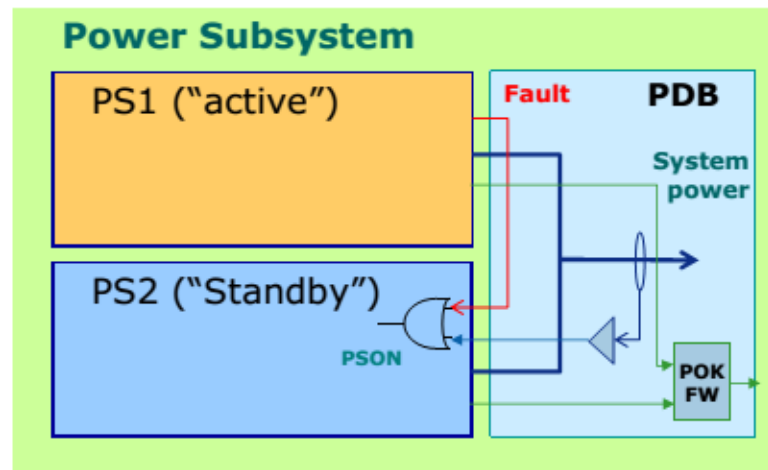 Power Subsystem
PS1 (“active”)
Fault
PDB
System
power
PS2 (“Standby”)
PSON
POK
FW